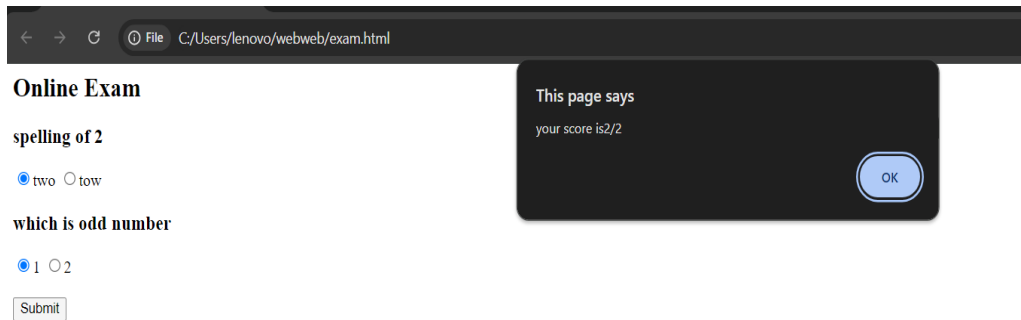 File C:/Users/lenovo/webweb/exam.html
Online Exam
This page says
your score is2/2
OK
spelling of 2
two tow
which is odd number
1 2
Submit